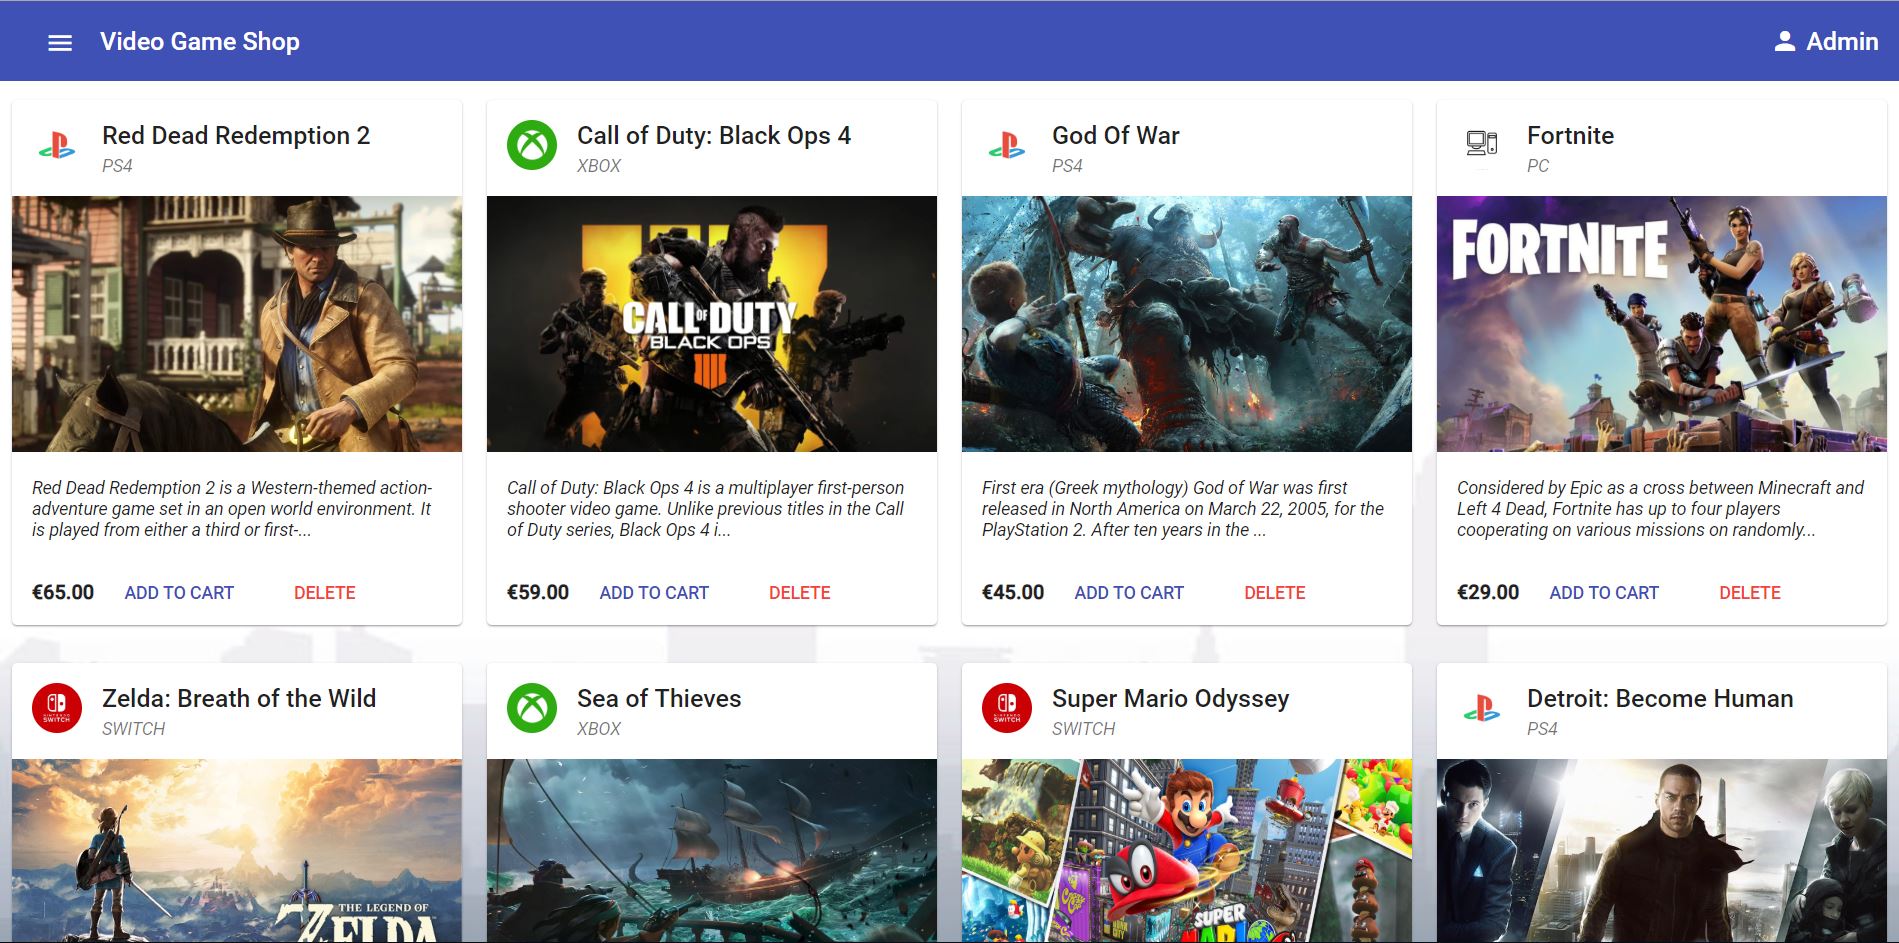 Video Game Shop
Admin
Red Dead Redemption 2
PS4
Red Dead Redemption 2 is a Western-themed action-
adventure game set in an open world environment. It
is played from either a third or first-...
€65.00 ADD TO CART DELETE
Call of Duty: Black Ops 4
XBOX
CALL OF DUTY
BLACK OPS
IIII
Call of Duty: Black Ops 4 is a multiplayer first-person
shooter video game. Unlike previous titles in the Call
of Duty series, Black Ops 4 i...
€59.00 ADD TO CART DELETE
God Of War
PS4
First era (Greek mythology) God of War was first
released in North America on March 22, 2005, for the
PlayStation 2. After ten years in the ...
€45.00 ADD TO CART DELETE
Fortnite
PC
FORTNITE
Considered by Epic as a cross between Minecraft and
Left 4 Dead, Fortnite has up to four players
cooperating on various missions on randomly...
€29.00 ADD TO CART DELETE
NINTENDO
SWITCH
Zelda: Breath of the Wild
SWITCH
THE LEGEND OF
ZELDA
Sea of Thieves
XBOX
NINTENDO
SWITCH
Super Mario Odyssey
SWITCH
SUPER
MARIO
Detroit: Become Human
PS4